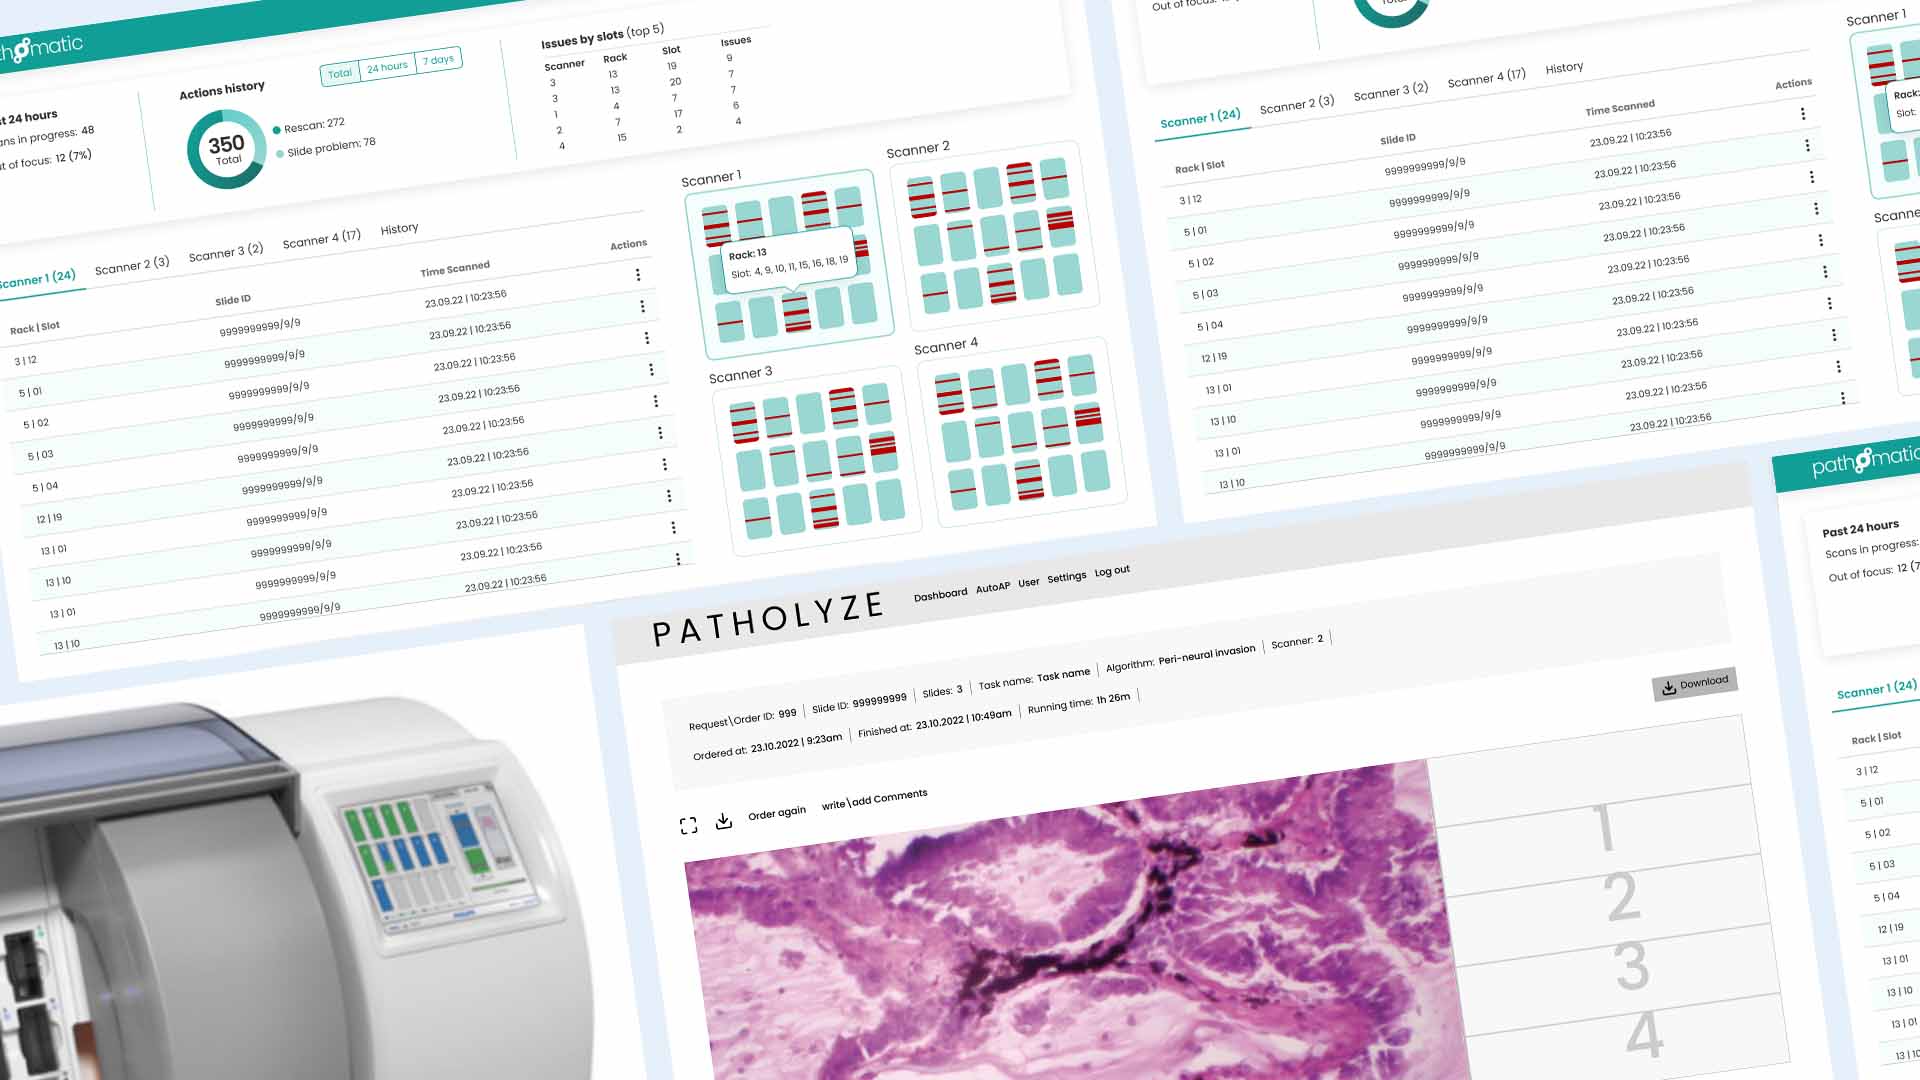 pathomatic
st 24 hours
ans in progress: 48
ut of focus: 12 (7%)
Actions history
Total
24 hours
7 days
350
Total
Rescan: 272
Slide problem: 78
Issues by slots (top 5)
Scanner Rack Slot Issues
3 13 19 9
3 13 20 7
1 4 7 7
2 7 17 6
4 15 2 4
Scanner 1 (24) Scanner 2 (3) Scanner 3 (2) Scanner 4 (17) History
Rack | Slot Slide ID Time Scanned Actions
3 | 12 9999999999/9/9 23.09.22 | 10:23:56
5 | 01 9999999999/9/9 23.09.22 | 10:23:56
5 | 02 9999999999/9/9 23.09.22 | 10:23:56
5 | 03 9999999999/9/9 23.09.22 | 10:23:56
5 | 04 9999999999/9/9 23.09.22 | 10:23:56
12 | 19 9999999999/9/9 23.09.22 | 10:23:56
13 | 01 9999999999/9/9 23.09.22 | 10:23:56
13 | 10 9999999999/9/9 23.09.22 | 10:23:56
13 | 01 9999999999/9/9 23.09.22 | 10:23:56
13 | 10 9999999999/9/9 23.09.22 | 10:23:56
Scanner 1
Rack: 13
Slot: 4, 9, 10, 11, 15, 16, 18, 19
Scanner 2
Scanner 3
Scanner 4
Out of focus:
Total
Scanner 1 (24) Scanner 2 (3) Scanner 3 (2) Scanner 4 (17) History
Rack | Slot Slide ID Time Scanned Actions
3 | 12 9999999999/9/9 23.09.22 | 10:23:56
5 | 01 9999999999/9/9 23.09.22 | 10:23:56
5 | 02 9999999999/9/9 23.09.22 | 10:23:56
5 | 03 9999999999/9/9 23.09.22 | 10:23:56
5 | 04 9999999999/9/9 23.09.22 | 10:23:56
12 | 19 9999999999/9/9 23.09.22 | 10:23:56
13 | 01 9999999999/9/9 23.09.22 | 10:23:56
13 | 10 9999999999/9/9 23.09.22 | 10:23:56
13 | 01 9999999999/9/9 23.09.22 | 10:23:56
13 | 10 9999999999/9/9 23.09.22 | 10:23:56
Scanner 1
Rack:
Slot:
Scanne
PHILIPS
PATHOLYZE
Dashboard AutoAP User Settings Log out
Request\Order ID: 999 | Slide ID: 999999999 | Slides: 3 | Task name: Task name | Algorithm: Peri-neural invasion | Scanner: 2 |
Ordered at: 23.10.2022 | 9:23am | Finished at: 23.10.2022 | 10:49am | Running time: 1h 26m |
Download
Order again write\add Comments
1
2
3
4
pathomatic
Past 24 hours
Scans in progress:
Out of focus: 12 (7
Scanner 1 (24)
Rack | Slot
3 | 12
5 | 01
5 | 02
5 | 03
5 | 04
12 | 19
13 | 01
13 | 10
13 | 01
13 | 10